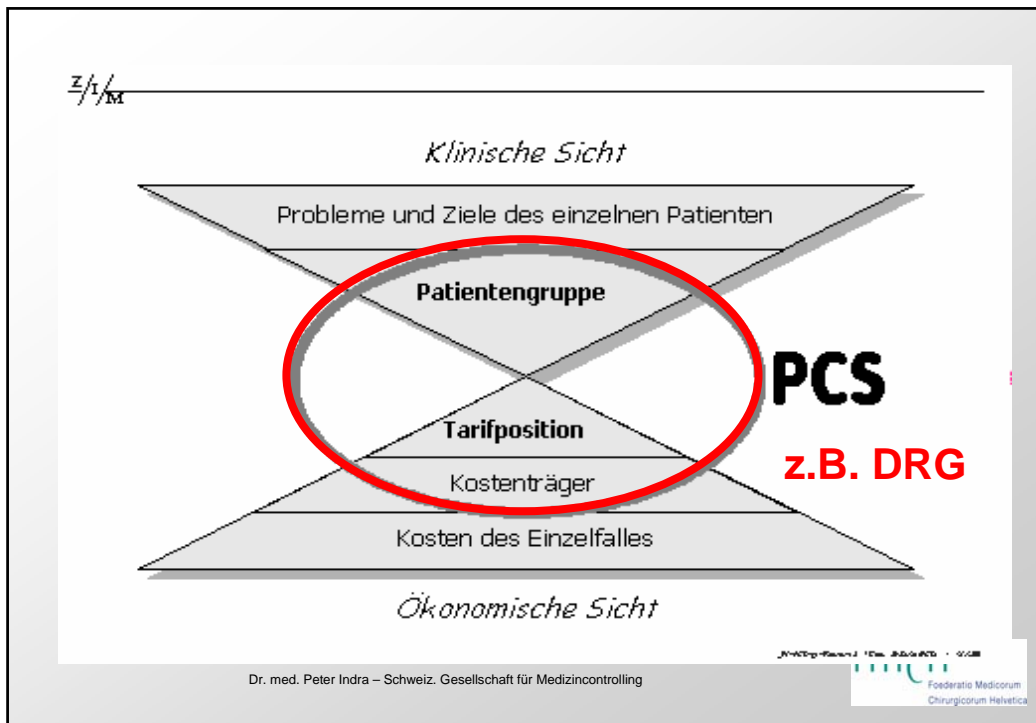 Z/I/M
Klinische Sicht
Probleme und Ziele des einzelnen Patienten
Patientengruppe
PCS
Tarifposition
z.B. DRG
Kostenträger
Kosten des Einzelfalles
Ökonomische Sicht
Dr. med. Peter Indra – Schweiz. Gesellschaft für Medizincontrolling
Foederatio Medicorum
Chirurgicorum Helvetica